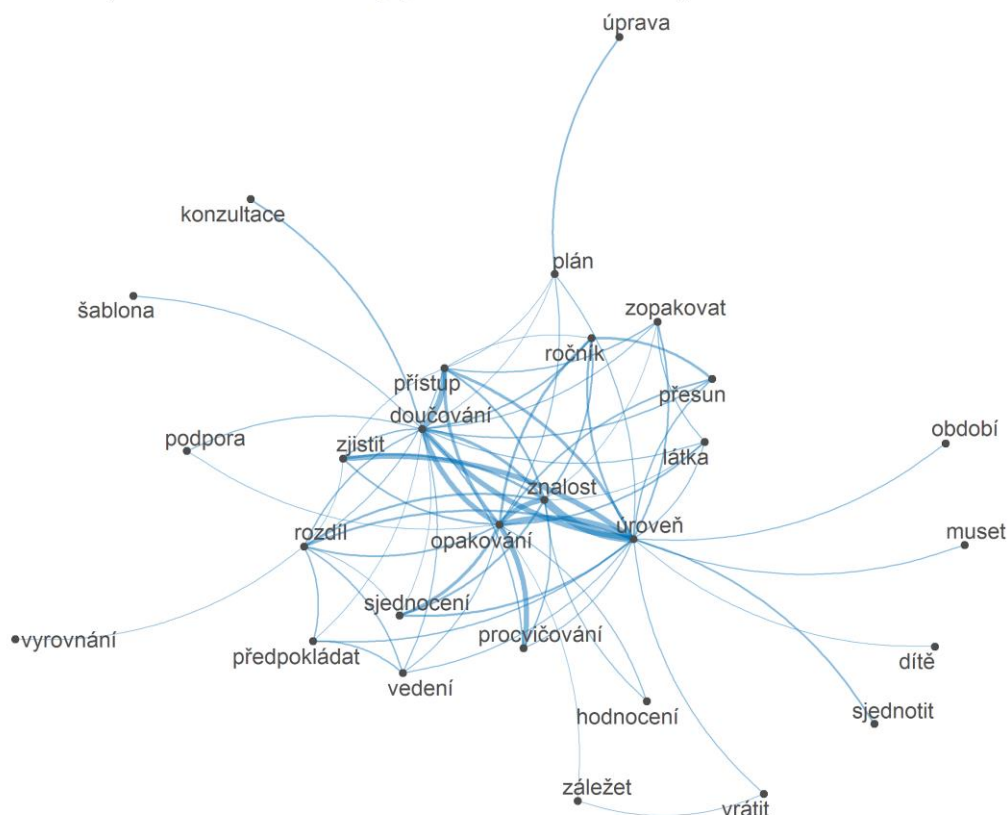 úprava
konzultace
plán
šablona
zopakovat
ročník
přístup
přesun
doučování
podpora
zjistit
látka
období
znalost
rozdíl
opakování
úroveň
muset
sjednocení
procvičování
vyrovnání
předpokládat
dítě
vedení
hodnocení
sjednotit
záležet
vrátit